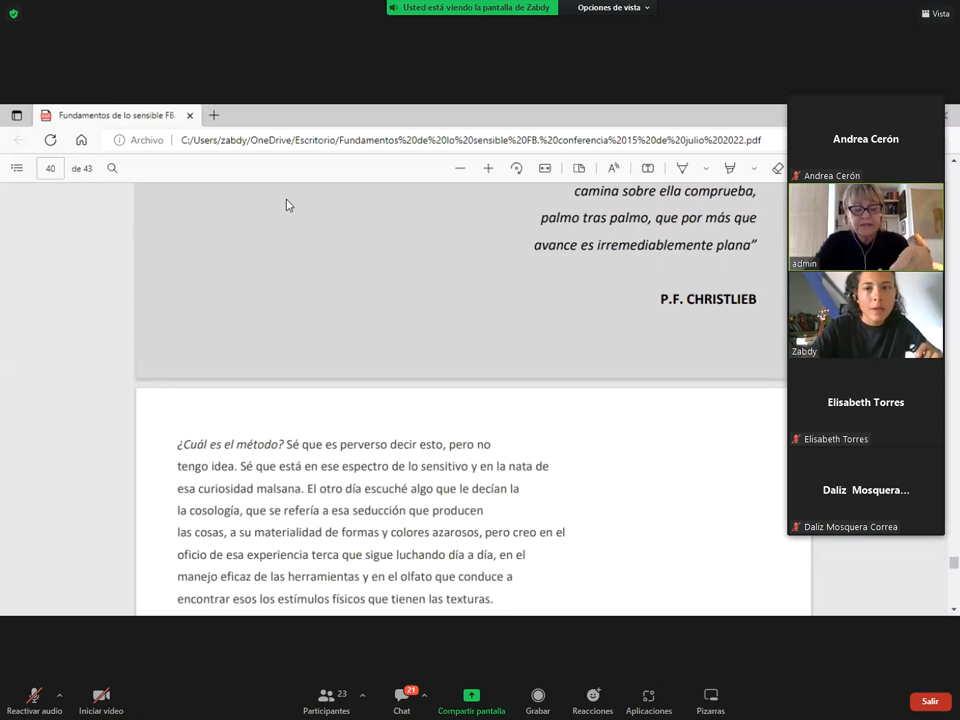 Usted está viendo la pantalla de Zabdy
Opciones de vista
Vista
Fundamentos de lo sensible FB.
Archivo
C:/Users/zabdy/OneDrive/Escritorio/Fundamentos%20de%20lo%20sensible%20FB.%20conferencia%202015%20de%20julio%202022.pdf
40 de 43
camina sobre ella comprueba,
palmo tras palmo, que por más que
avance es irremediablemente plana”
P.F. CHRISTLIEB
¿Cuál es el método? Sé que es perverso decir esto, pero no
tengo idea. Sé que está en ese espectro de lo sensitivo y en la nata de
esa curiosidad malsana. El otro día escuché algo que le decían la
la cosología, que se refería a esa seducción que producen
las cosas, a su materialidad de formas y colores azarosos, pero creo en el
oficio de esa experiencia terca que sigue luchando día a día, en el
manejo eficaz de las herramientas y en el olfato que conduce a
encontrar esos los estímulos físicos que tienen las texturas.
Andrea Cerón
Andrea Cerón
admin
Zabdy
Elisabeth Torres
Elisabeth Torres
Daliz Mosquera...
Daliz Mosquera Correa
Reactivar audio
Iniciar video
23
Participantes
21
Chat
Compartir pantalla
Grabar
Reacciones
Aplicaciones
Pizarras
Salir